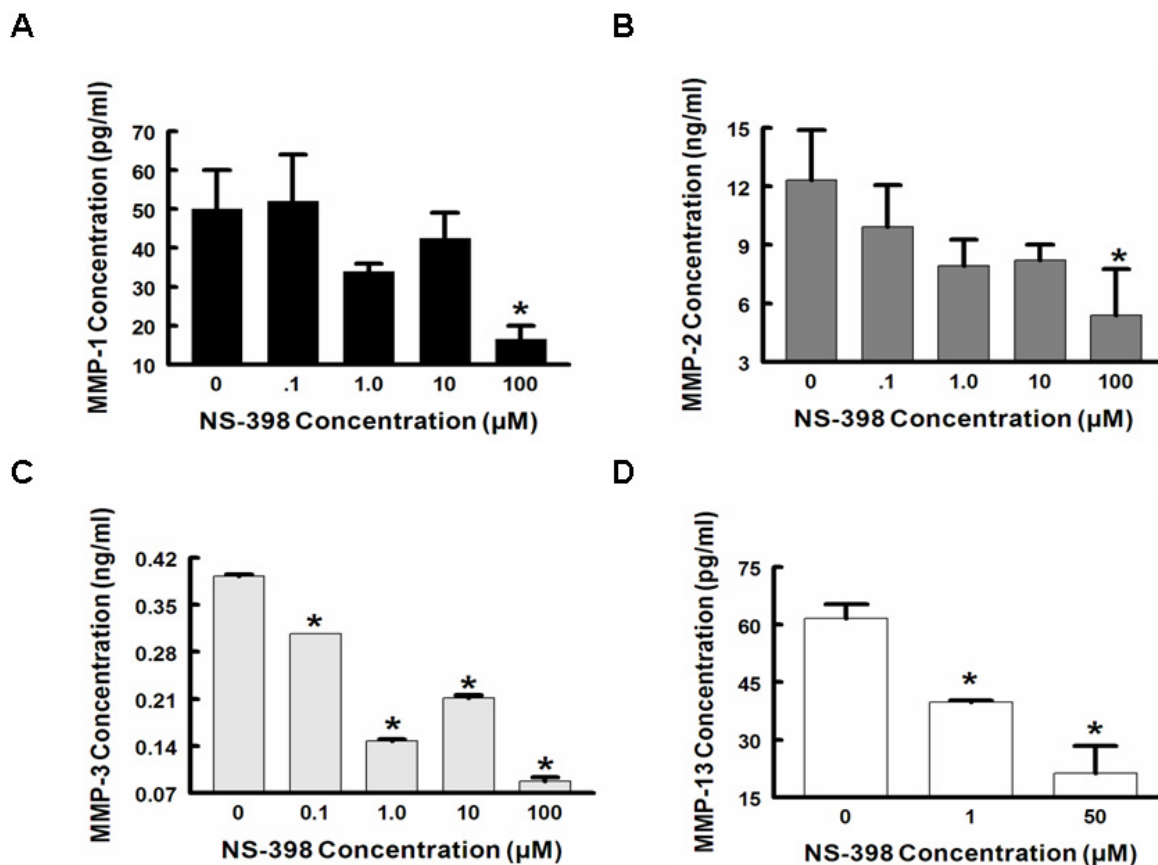 A
MMP-1 Concentration (pg/ml)
70
60
50
40
30
20
10
*
0 .1 1.0 10 100
NS-398 Concentration (µM)
B
MMP-2 Concentration (ng/ml)
15
12
9
6
3
*
0 .1 1.0 10 100
NS-398 Concentration (µM)
C
MMP-3 Concentration (ng/ml)
0.42
0.35
0.28
0.21
0.14
0.07
* * * *
0 0.1 1.0 10 100
NS-398 Concentration (µM)
D
MMP-13 Concentration (pg/ml)
75
60
45
30
15
* *
0 1 50
NS-398 Concentration (µM)